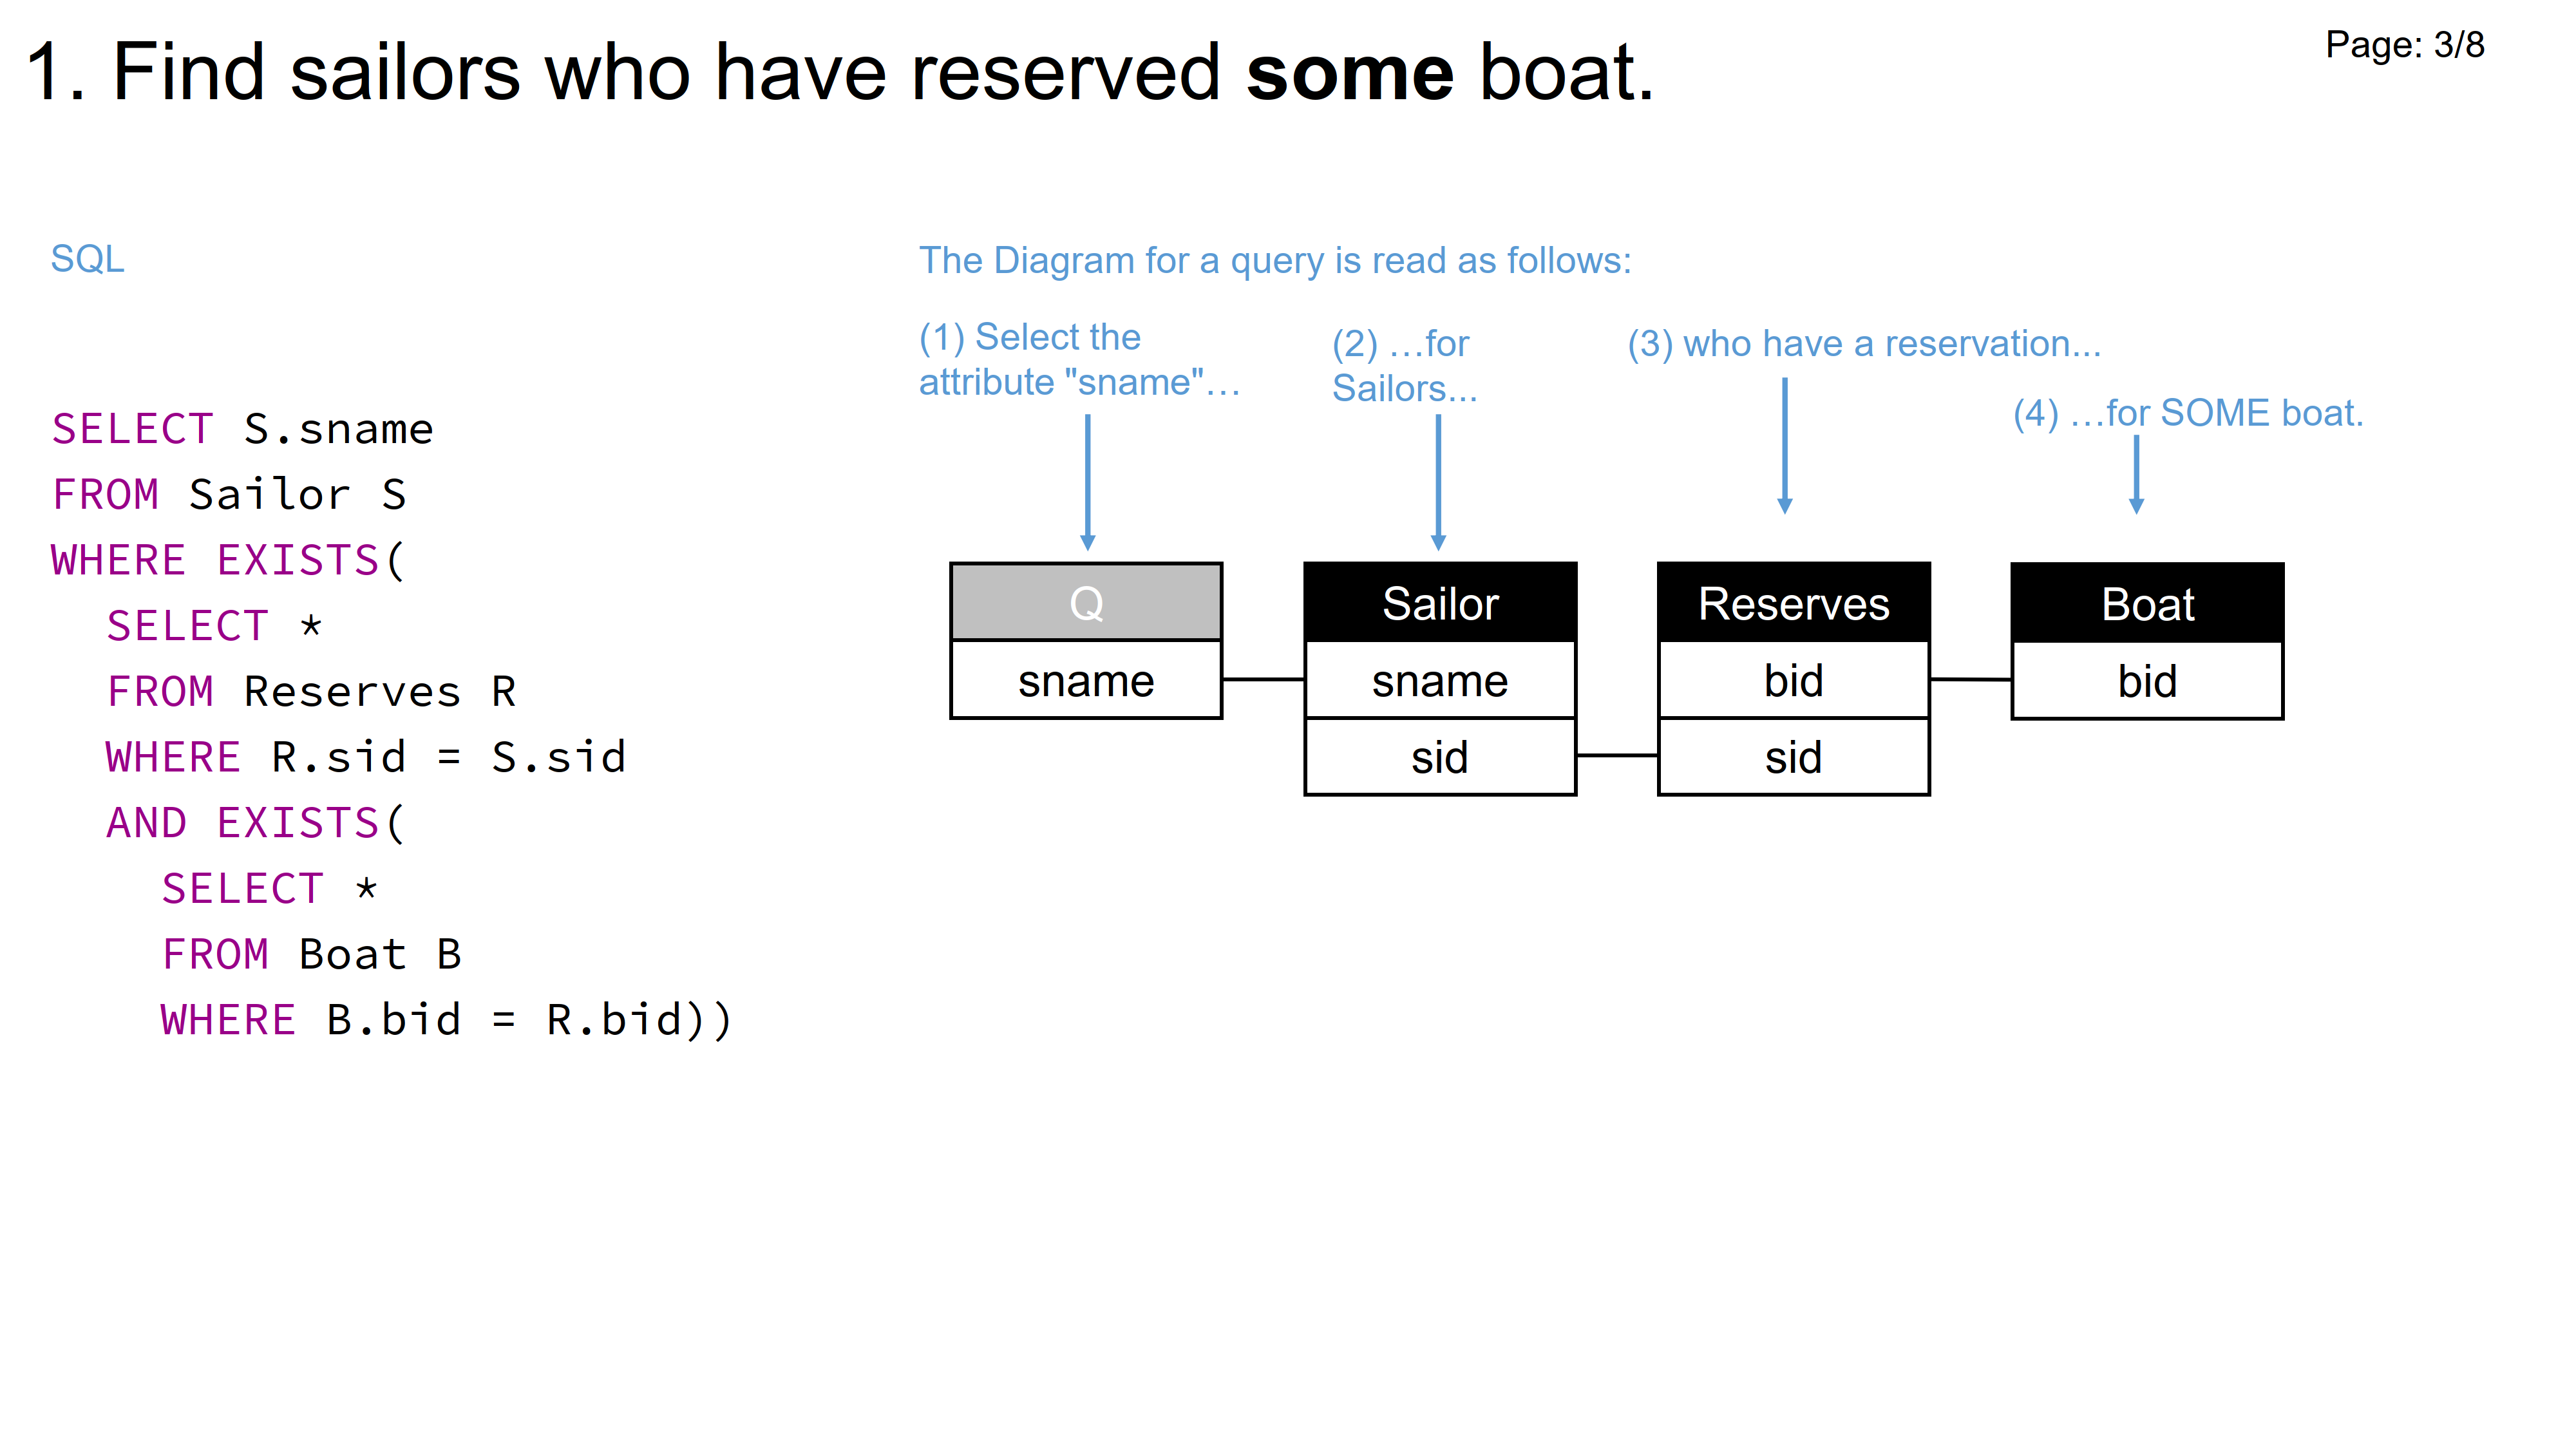 1. Find sailors who have reserved some boat.
Page: 3/8
SQL
SELECT S.sname
FROM Sailor S
WHERE EXISTS(
SELECT *
FROM Reserves R
WHERE R.sid = S.sid
AND EXISTS(
SELECT *
FROM Boat B
WHERE B.bid = R.bid))
The Diagram for a query is read as follows:
(1) Select the
attribute "sname"…
(2) …for
Sailors...
(3) who have a reservation...
(4) …for SOME boat.
Q
sname
Sailor
sname
sid
Reserves
bid
sid
Boat
bid